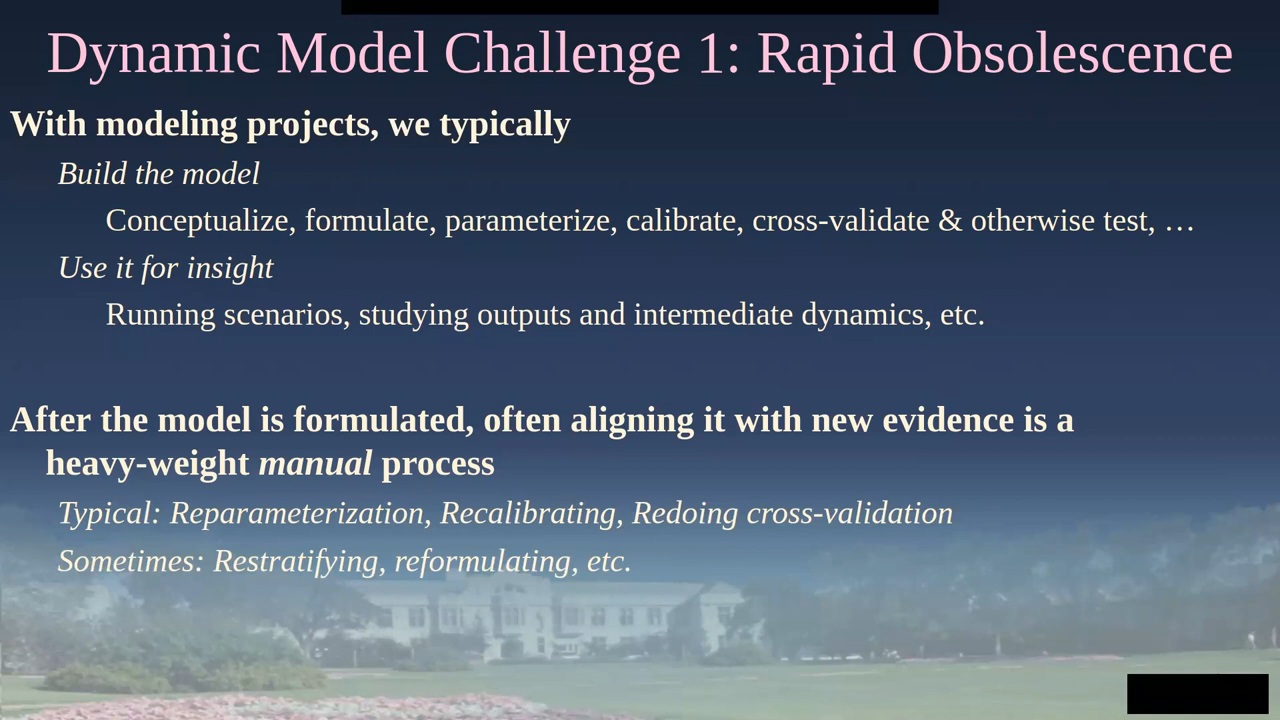 Dynamic Model Challenge 1: Rapid Obsolescence
With modeling projects, we typically
Build the model
Conceptualize, formulate, parameterize, calibrate, cross-validate & otherwise test, …
Use it for insight
Running scenarios, studying outputs and intermediate dynamics, etc.
After the model is formulated, often aligning it with new evidence is a
heavy-weight manual process
Typical: Reparameterization, Recalibrating, Redoing cross-validation
Sometimes: Restratifying, reformulating, etc.